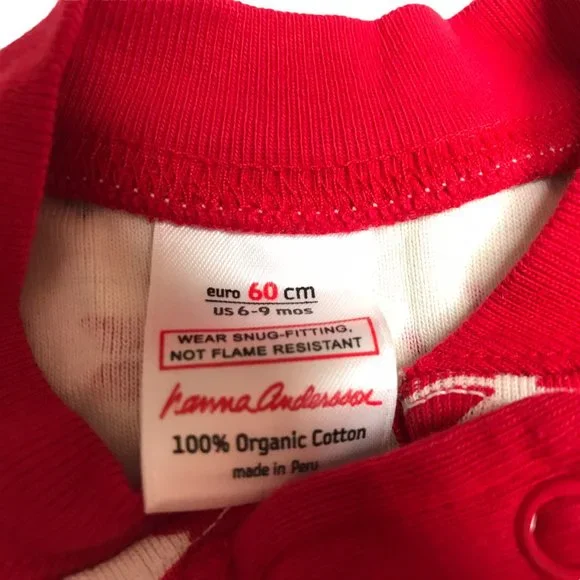 euro 60 cm
US 6-9 mos
WEAR SNUG-FITTING,
NOT FLAME RESISTANT
hanna Andersson
100% Organic Cotton
made in Peru